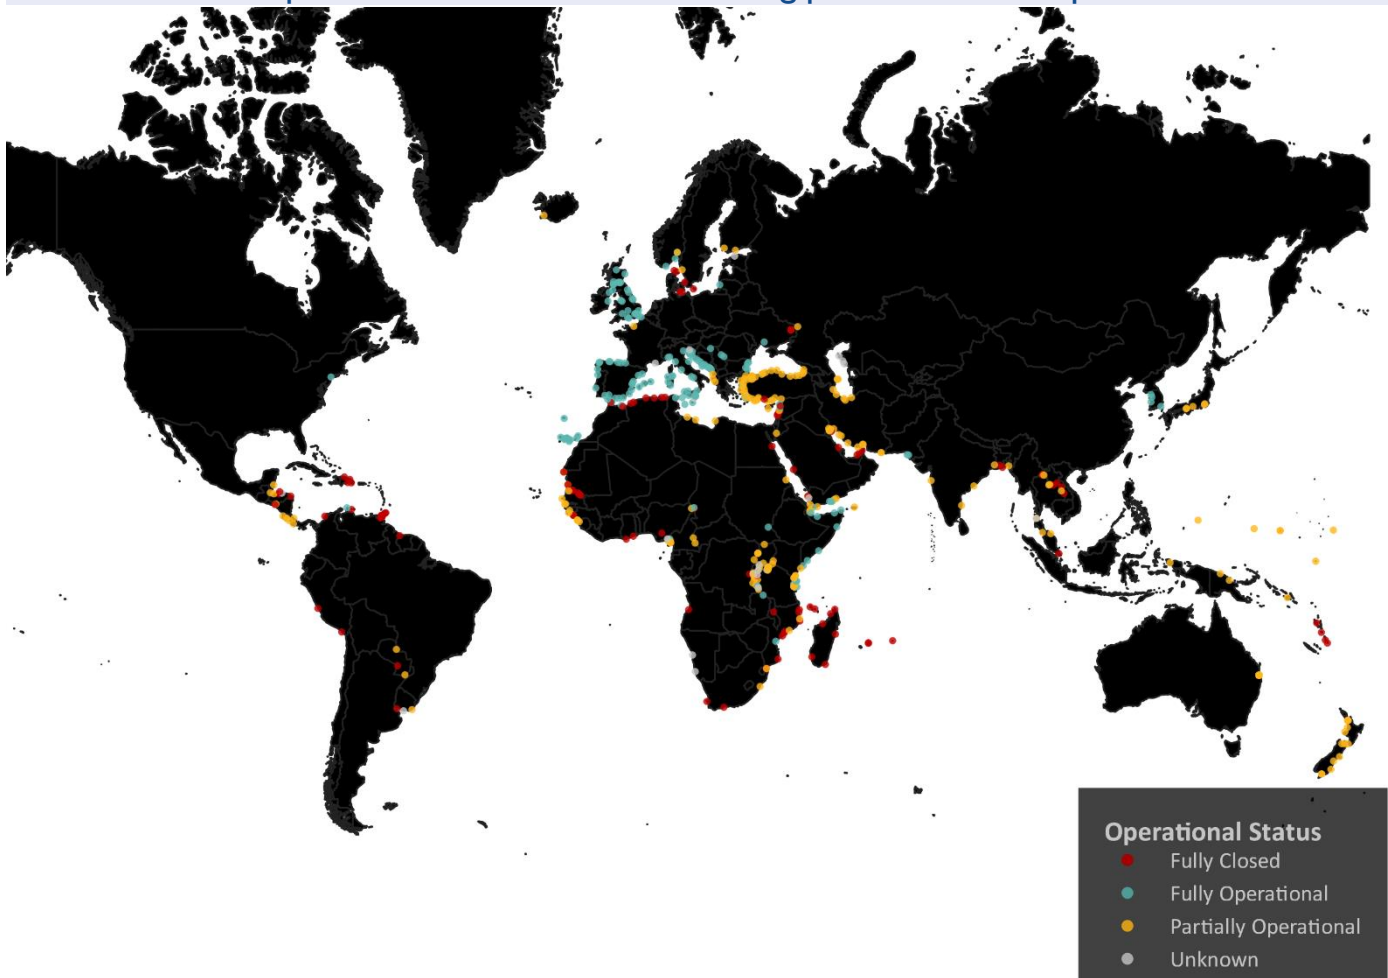 Operational Status
Fully Closed
Fully Operational
Partially Operational
Unknown